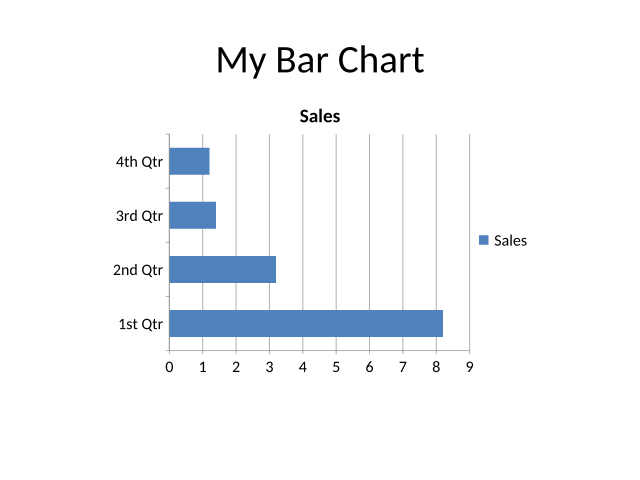 My Bar Chart
Sales
4th Qtr
3rd Qtr
2nd Qtr
1st Qtr
Sales
0 1 2 3 4 5 6 7 8 9